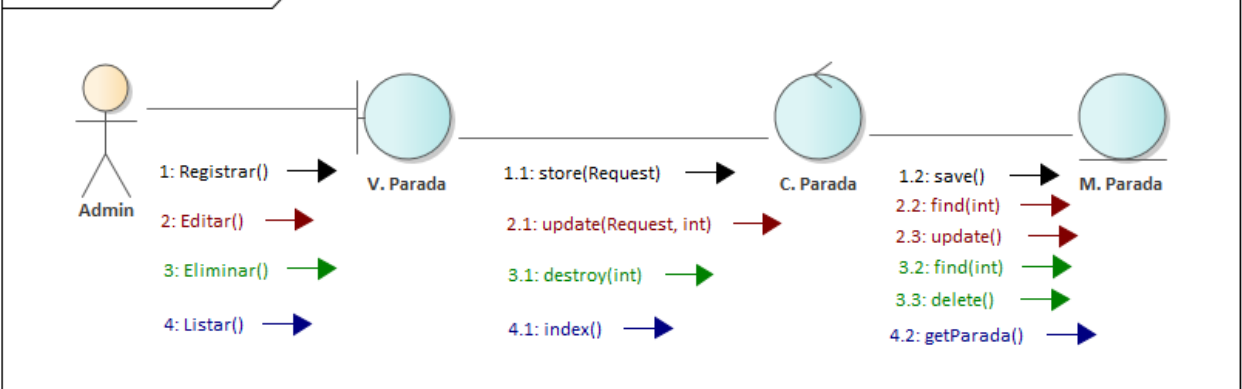 Admin
1: Registrar()
2: Editar()
3: Eliminar()
4: Listar()
V. Parada
1.1: store(Request)
2.1: update(Request, int)
3.1: destroy(int)
4.1: index()
C. Parada
1.2: save()
2.2: find(int)
2.3: update()
3.2: find(int)
3.3: delete()
4.2: getParada()
M. Parada